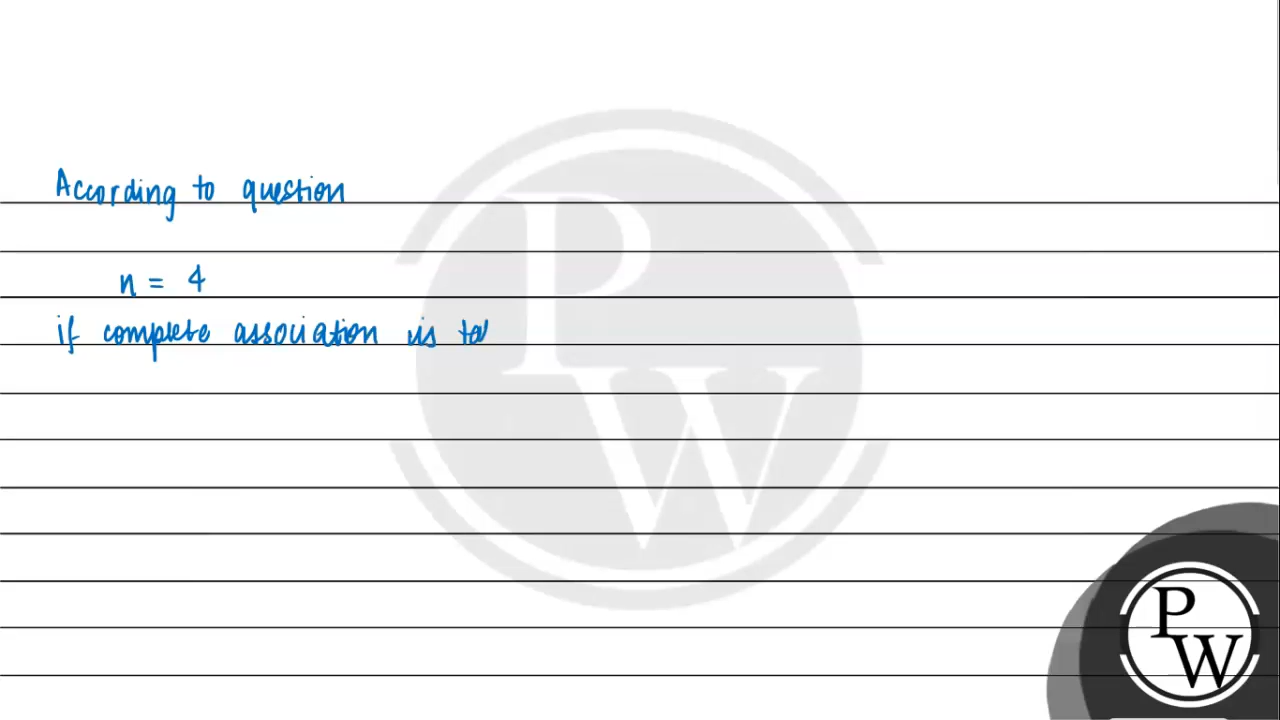 According to question
n = 4
if complete association is
P
W
P
W